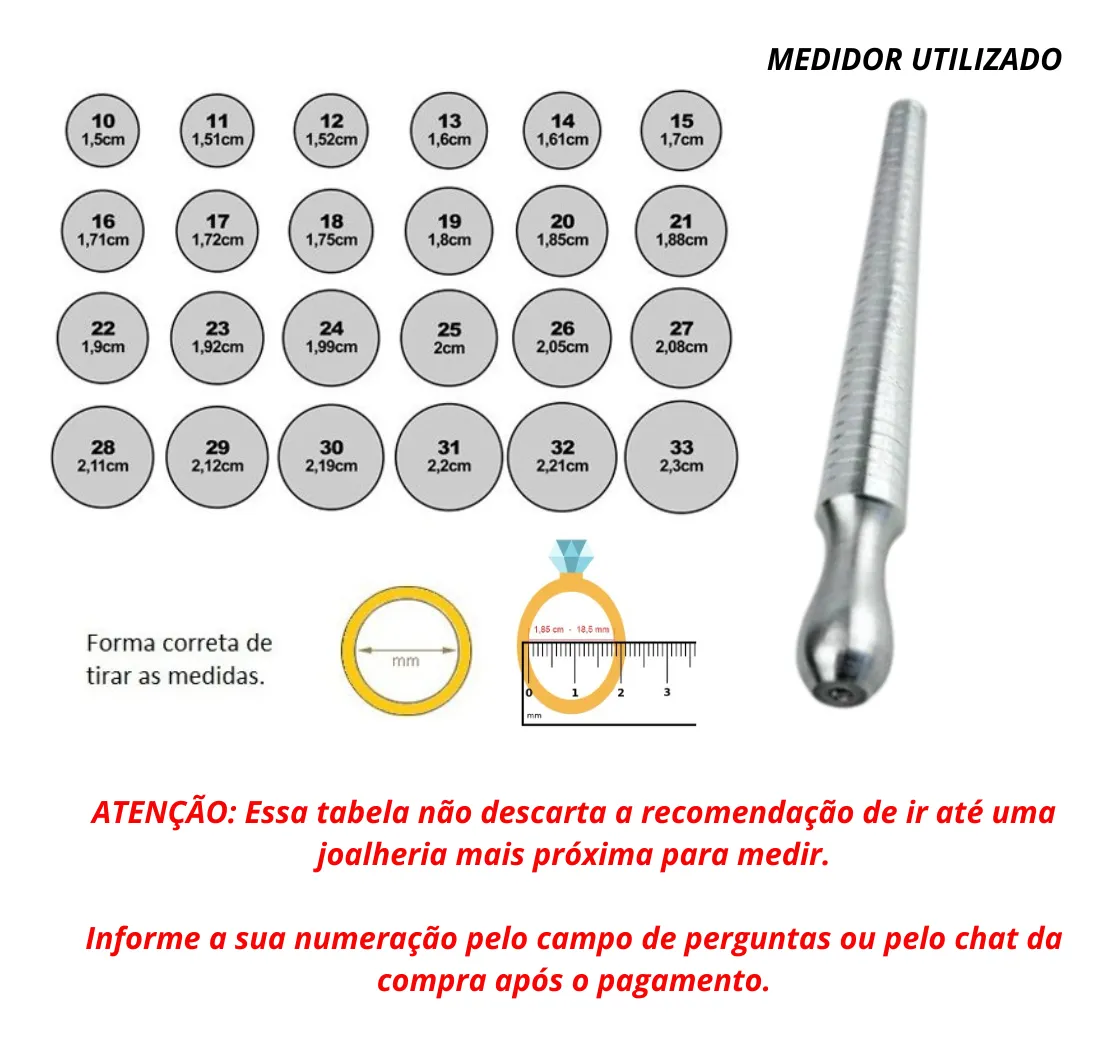 MEDIDOR UTILIZADO
10 11 12 13 14 15
1,5cm 1,51cm 1,52cm 1,6cm 1,61cm 1,7cm
16 17 18 19 20 21
1,71cm 1,72cm 1,75cm 1,8cm 1,85cm 1,88cm
22 23 24 25 26 27
1,9cm 1,92cm 1,99cm 2cm 2,05cm 2,08cm
28 29 30 31 32 33
2,11cm 2,12cm 2,19cm 2,2cm 2,21cm 2,3cm
Forma correta de
tirar as medidas.
mm
1,85 cm - 18,5 mm
0 1 2 3
mm
ATENÇÃO: Essa tabela não descarta a recomendação de ir até uma
joalheria mais próxima para medir.
Informe a sua numeração pelo campo de perguntas ou pelo chat da
compra após o pagamento.